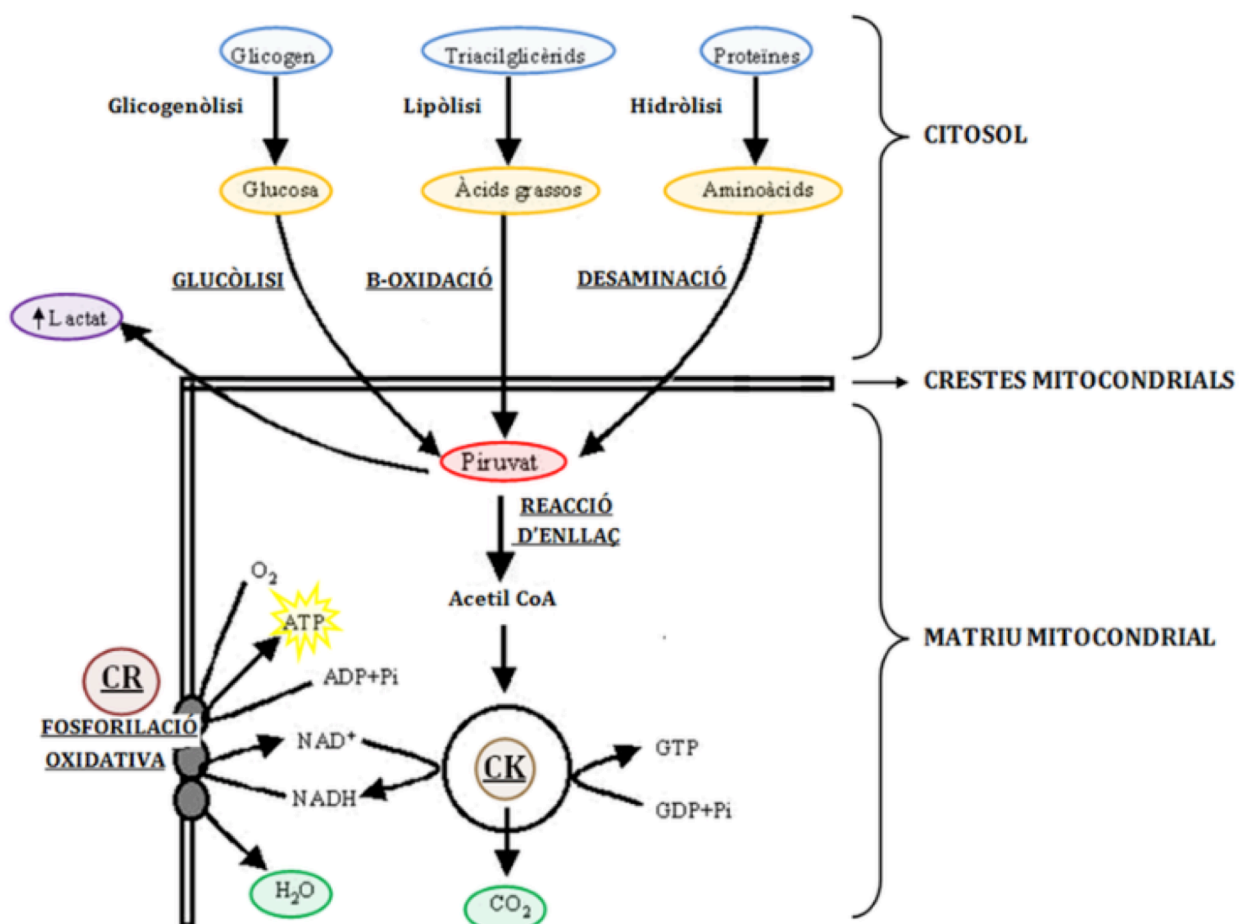 Glicogen
Triacilglicèrids
Proteïnes
Glicogenòlisi
Lipòlisi
Hidròlisi
CITOSOL
Glucosa
Àcids grassos
Aminoàcids
GLUCÒLISI
B-OXIDACIÓ
DESAMINACIÓ
↑Lactat
CRESTES MITOCONDRIALS
Piruvat
REACCIÓ
D'ENLLAÇ
O₂
ATP
Acetil CoA
MATRIU MITOCONDRIAL
CR
ADP+Pi
FOSFORILACIÓ
OXIDATIVA
NAD⁺
CK
GTP
NADH
GDP+Pi
H₂O
CO₂